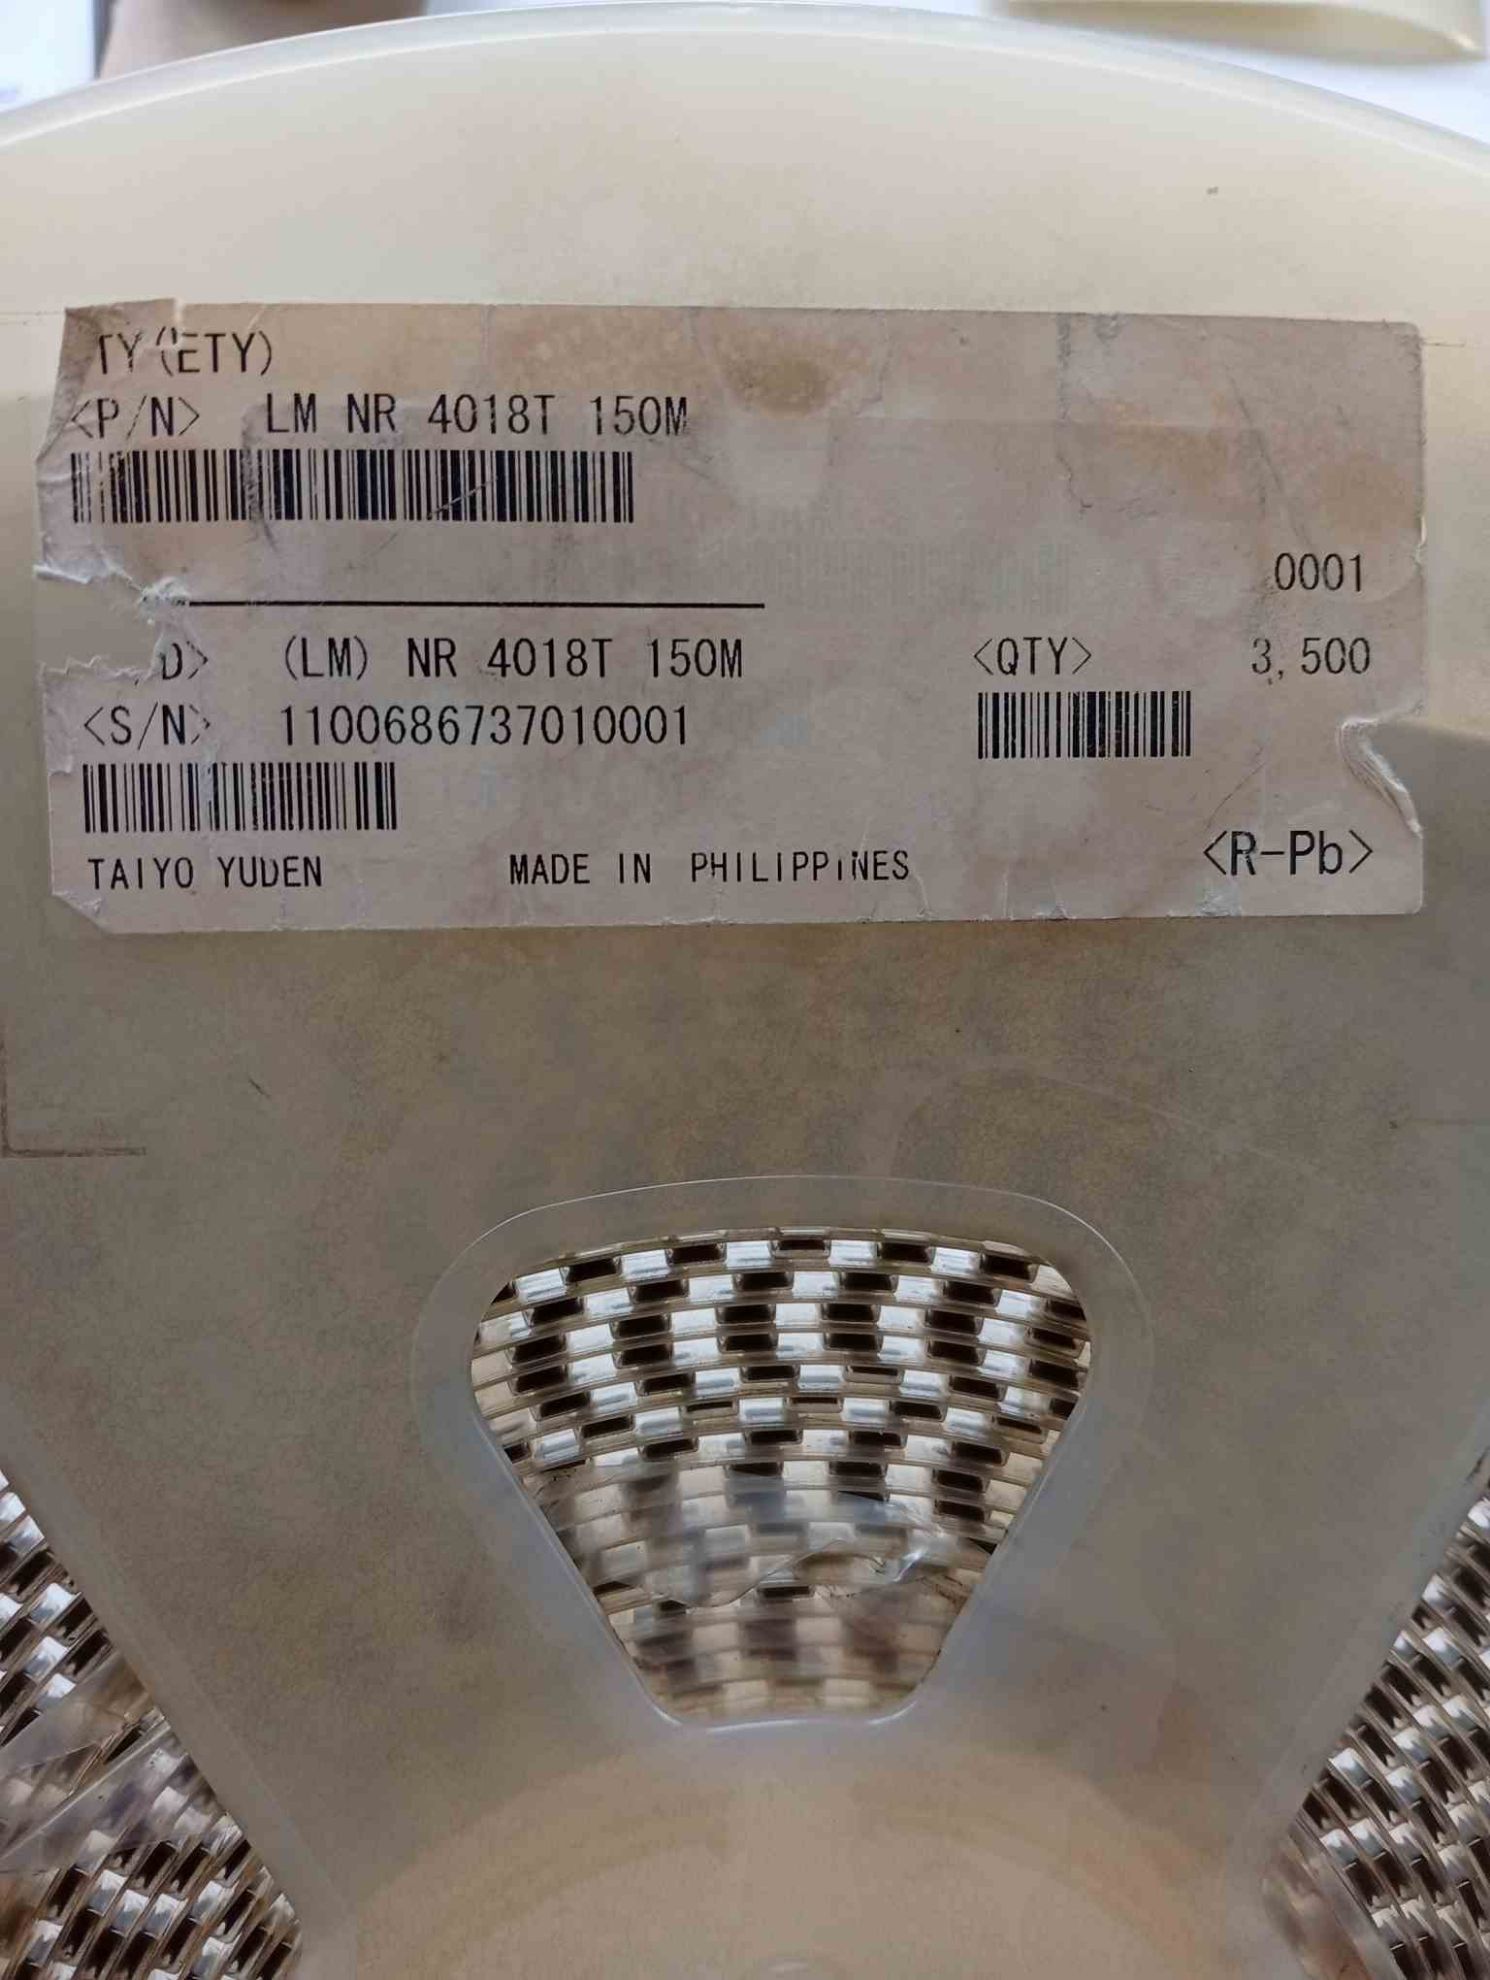 TY(ETY)
<P/N> LM NR 4018T 150M
0001
D> (LM) NR 4018T 150M <QTY> 3,500
<S/N> 1100686737010001
TAIYO YUDEN MADE IN PHILIPPINES <R-Pb>